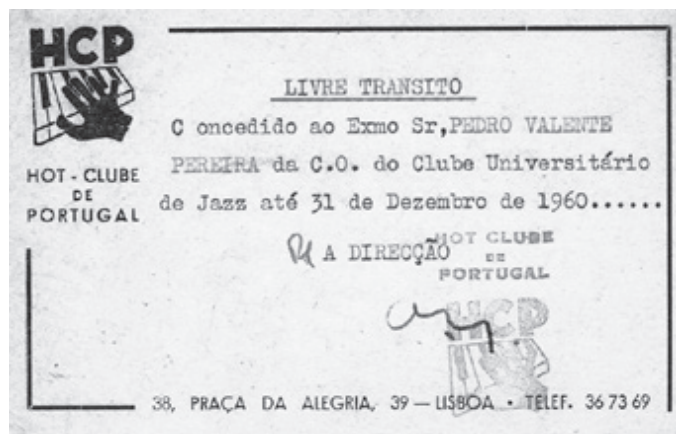 HCP
HOT - CLUBE
DE
PORTUGAL
LIVRE TRANSITO
C oncedido ao Exmo Sr,PEDRO VALENTE
PEREIRA da C.O. do Clube Universitário
de Jazz até 31 de Dezembro de 1960......
A DIRECÇÃO
HOT CLUBE
DE
PORTUGAL
HCP
38, PRAÇA DA ALEGRIA, 39 — LISBOA • TELEF. 36 73 69